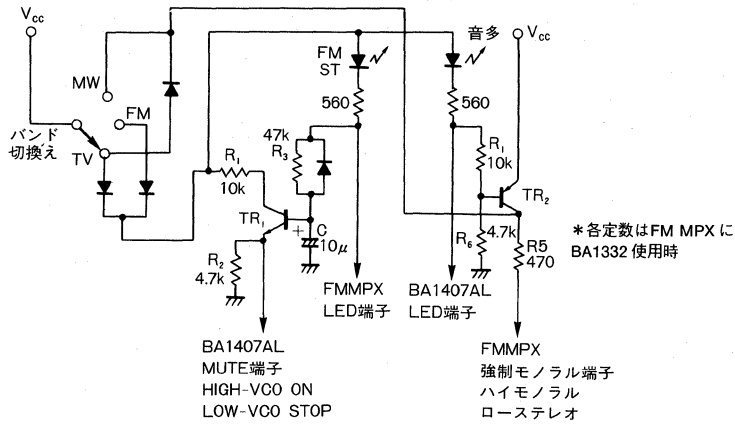 Vcc
MW
FM
バンド
切換え
TV
R1
10k
TR1
R2
4.7k
47k
R3
+
C
10μ
FM
ST
560
音多
560
R1
10k
TR2
4.7k
R6
R5
470
Vcc
*各定数はFM MPXに
BA1332使用時
BA1407AL
MUTE端子
HIGH-VCO ON
LOW-VCO STOP
FMMPX
LED端子
BA1407AL
LED端子
FMMPX
強制モノラル端子
ハイモノラル
ローステレオ